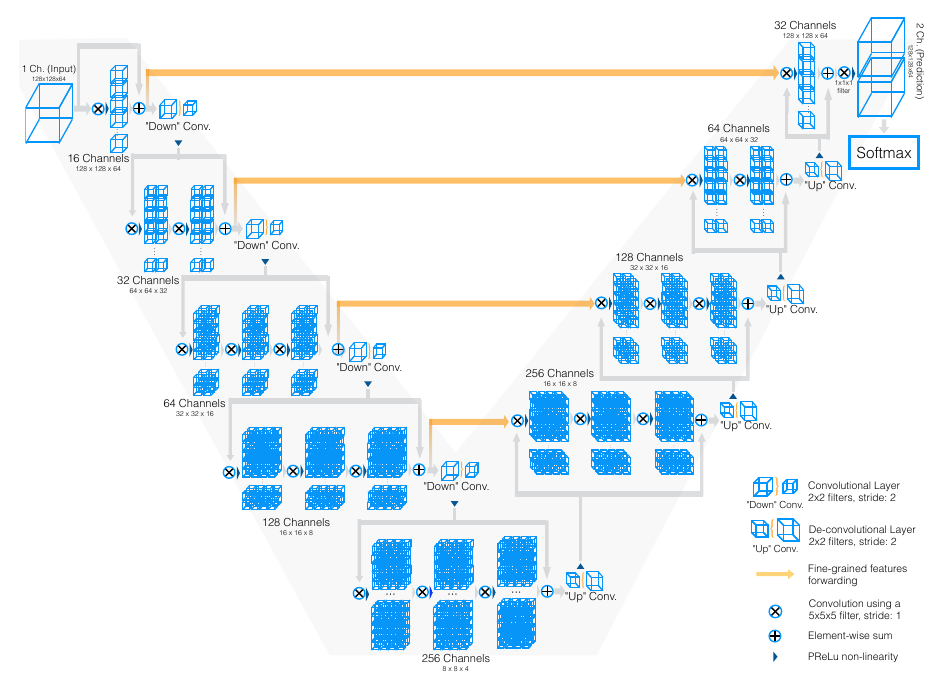 1 Ch. (Input)
128x128x64
16 Channels
128 x 128 x 64
"Down" Conv.
32 Channels
64 x 64 x 32
"Down" Conv.
64 Channels
32 x 32 x 16
"Down" Conv.
128 Channels
16 x 16 x 8
"Down" Conv.
...
...
...
256 Channels
8 x 8 x 4
"Up" Conv.
256 Channels
16 x 16 x 8
"Up" Conv.
128 Channels
32 x 32 x 16
"Up" Conv.
64 Channels
64 x 64 x 32
"Up" Conv.
32 Channels
128 x 128 x 64
1x1x1
filter
2 Ch. (Prediction)
128x128x64
Softmax
"Down" Conv.
Convolutional Layer
2x2 filters, stride: 2
"Up" Conv.
De-convolutional Layer
2x2 filters, stride: 2
Fine-grained features
forwarding
Convolution using a
5x5x5 filter, stride: 1
Element-wise sum
PReLu non-linearity